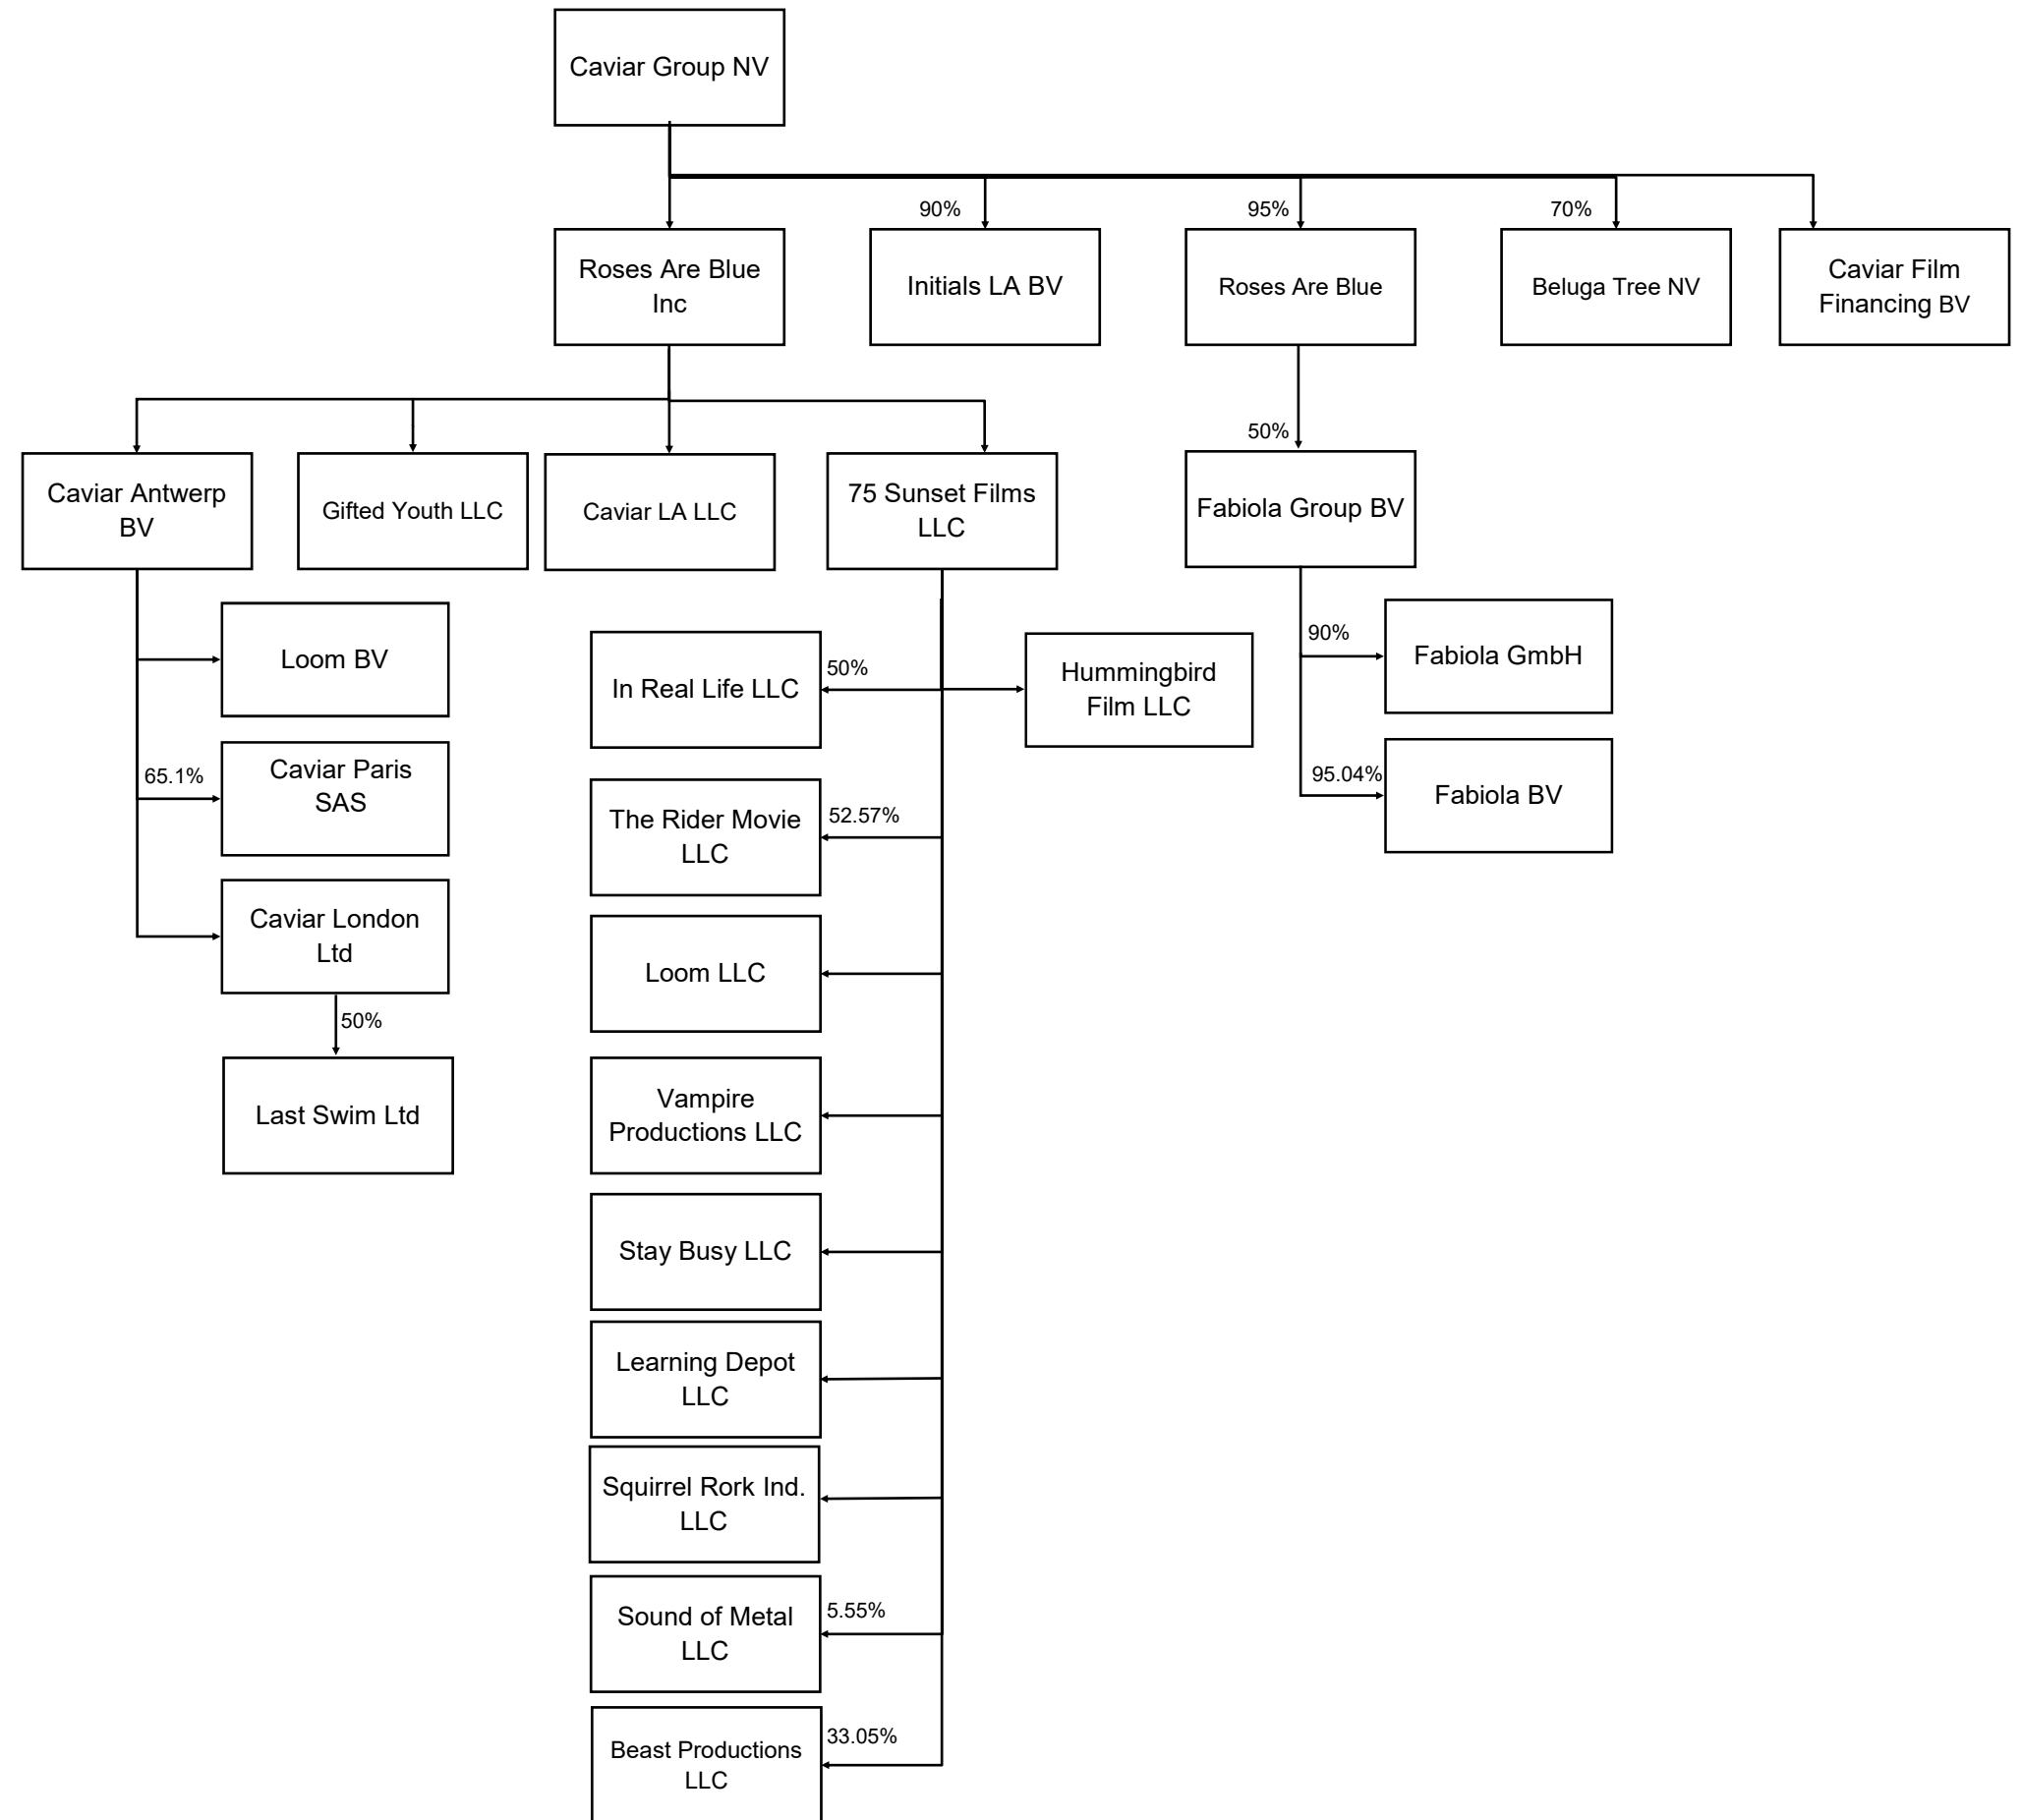 Caviar Group NV
90%
95%
70%
Roses Are Blue
Inc
Initials LA BV
Roses Are Blue
Beluga Tree NV
Caviar Film
Financing BV
50%
Caviar Antwerp
BV
Gifted Youth LLC
Caviar LA LLC
75 Sunset Films
LLC
Fabiola Group BV
Loom BV
65.1%
Caviar Paris
SAS
Caviar London
Ltd
50%
Last Swim Ltd
In Real Life LLC
50%
Hummingbird
Film LLC
The Rider Movie
LLC
52.57%
Loom LLC
Vampire
Productions LLC
Stay Busy LLC
Learning Depot
LLC
Squirrel Rork Ind.
LLC
Sound of Metal
LLC
5.55%
Beast Productions
LLC
33.05%
90%
Fabiola GmbH
95.04%
Fabiola BV